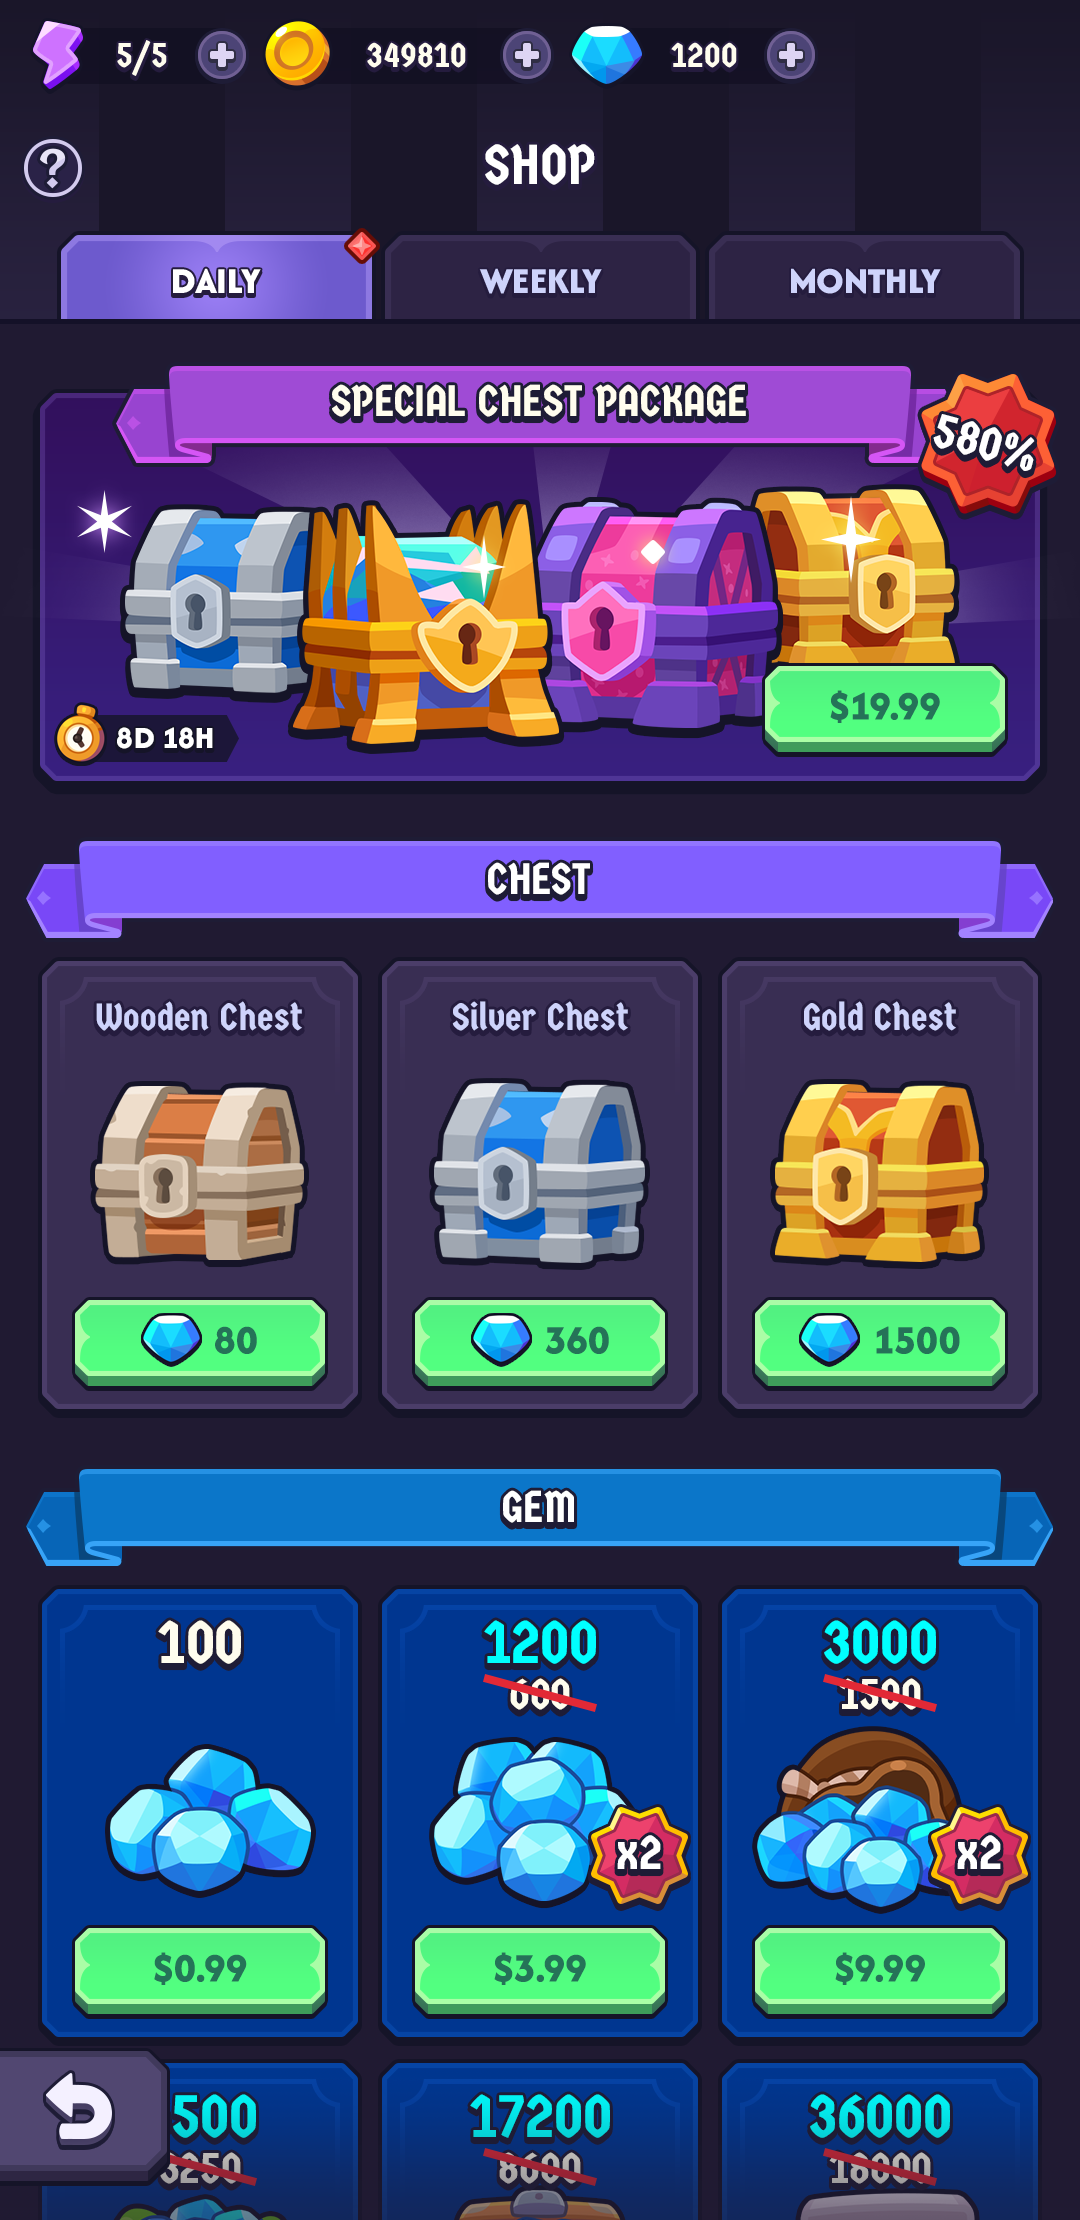 5/5
349810
1200
?
SHOP
DAILY
WEEKLY
MONTHLY
SPECIAL CHEST PACKAGE
580%
8D 18H
$19.99
CHEST
Wooden Chest
Silver Chest
Gold Chest
80
360
1500
GEM
100
1200
600
3000
1500
x2
x2
$0.99
$3.99
$9.99
500
17200
36000
3250
8600
18000